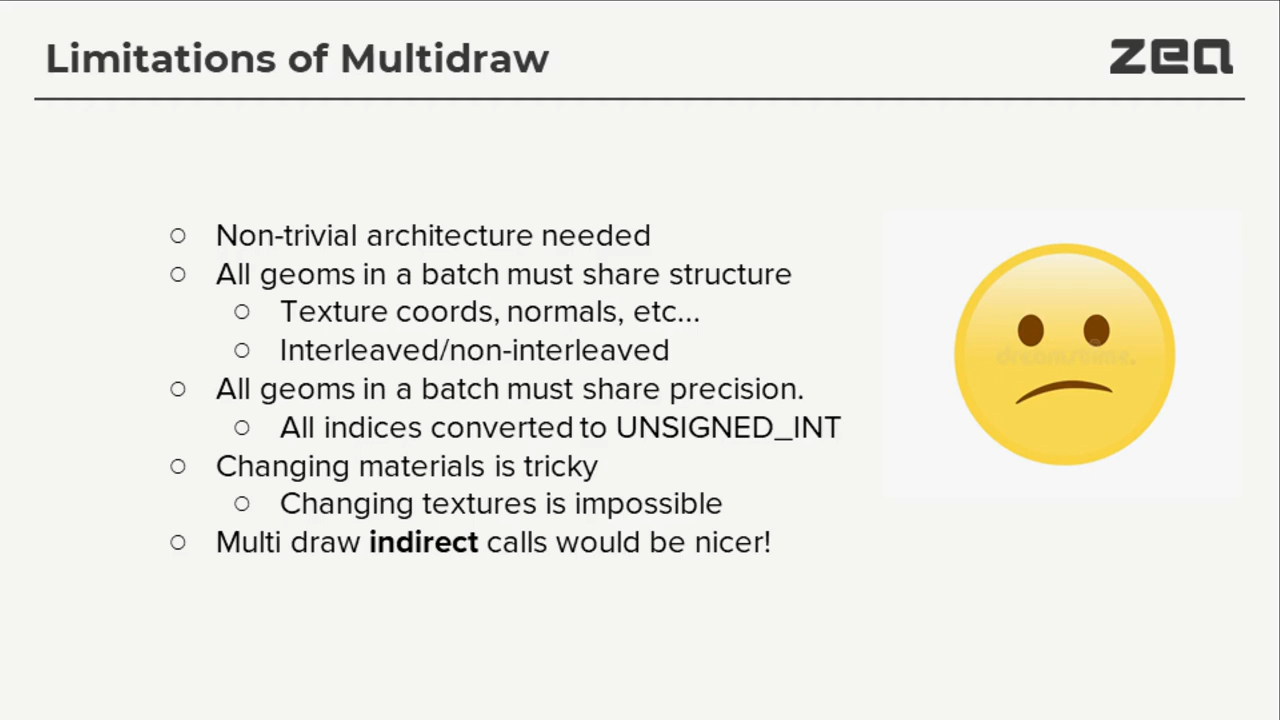 Limitations of Multidraw
zea
Non-trivial architecture needed
All geoms in a batch must share structure
Texture coords, normals, etc...
Interleaved/non-interleaved
All geoms in a batch must share precision.
All indices converted to UNSIGNED_INT
Changing materials is tricky
Changing textures is impossible
Multi draw indirect calls would be nicer!
dreamstime.